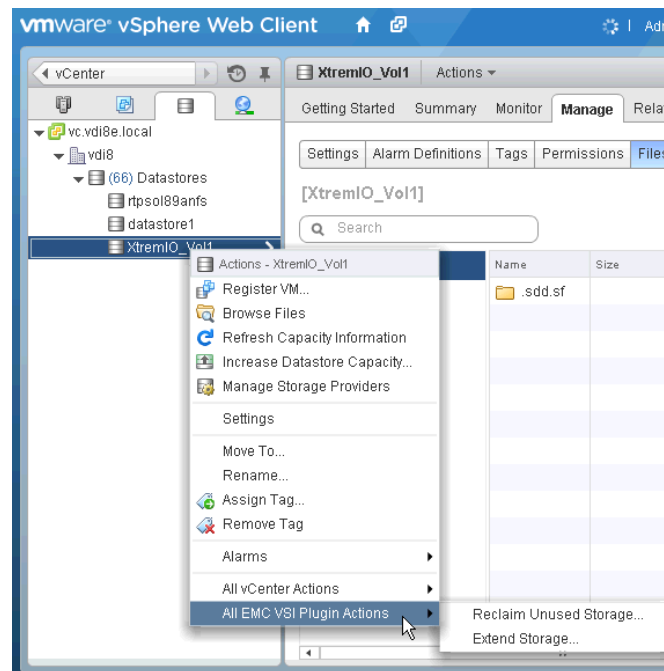 vmware® vSphere Web Client
vCenter
vc.vdi8e.local
vdi8
(66) Datastores
rtpsol89anfs
datastore1
XtremIO_Vol1
XtremIO_Vol1 Actions
Getting Started Summary Monitor Manage
Settings Alarm Definitions Tags Permissions Files
[XtremIO_Vol1]
Search
Name Size
.sdd.sf
Actions - XtremIO_Vol1
Register VM...
Browse Files
Refresh Capacity Information
Increase Datastore Capacity...
Manage Storage Providers
Settings
Move To...
Rename...
Assign Tag...
Remove Tag
Alarms
All vCenter Actions
All EMC VSI Plugin Actions
Reclaim Unused Storage...
Extend Storage...